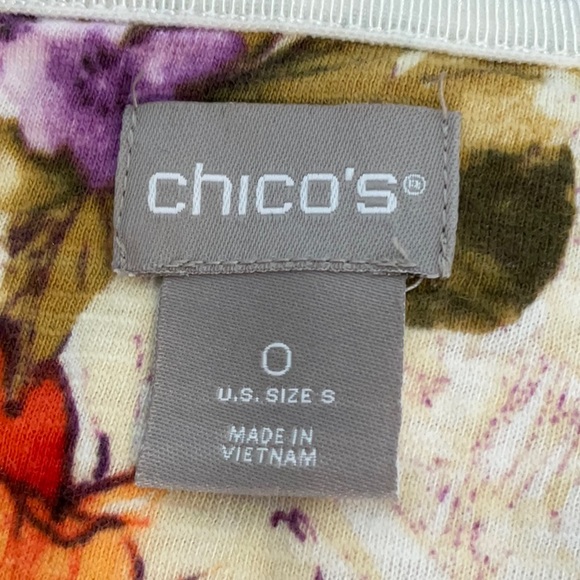 chico's®
0
U.S. SIZE S
MADE IN
VIETNAM